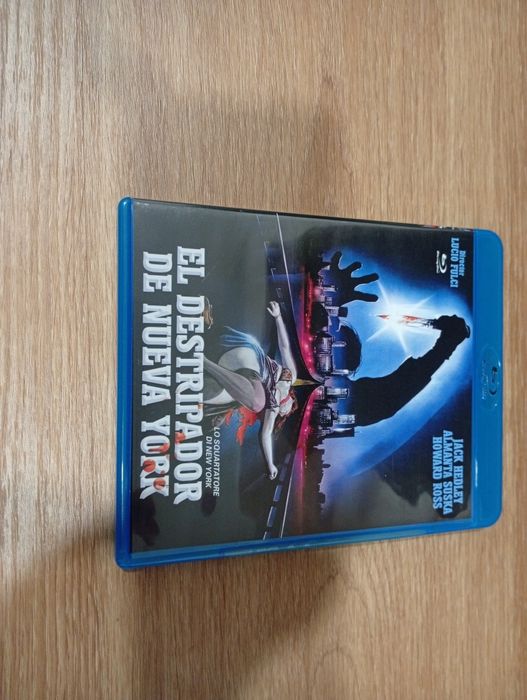 Director
LUCIO FULCI
JACK HEDLEY
ALMANTA SUSKA
HOWARD ROSS
EL DESTRIPADOR
DE NUEVA YORK
LO SQUARTATORE
DI NEW YORK